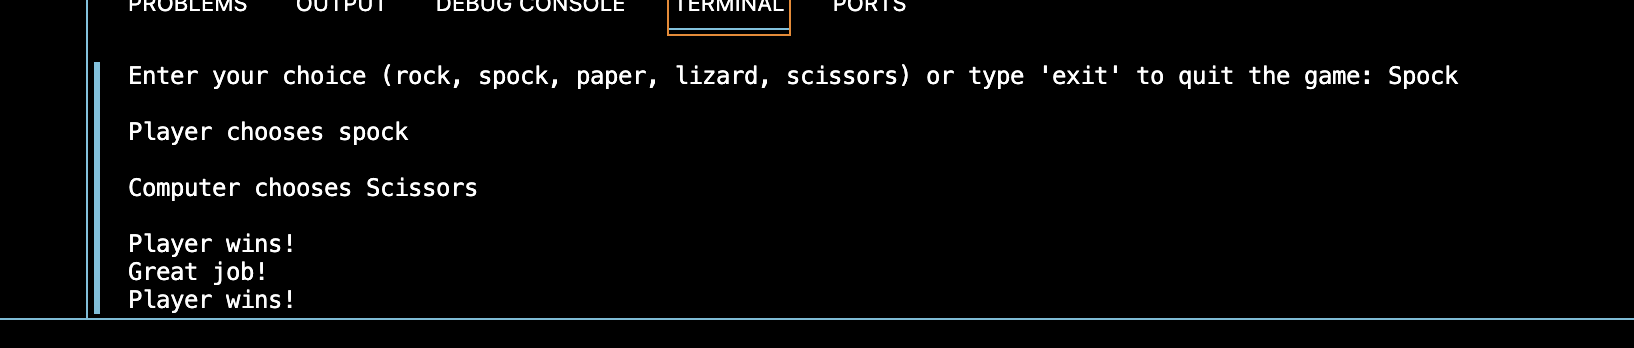 PROBLEMS OUTPUT DEBUG CONSOLE TERMINAL PORTS
Enter your choice (rock, spock, paper, lizard, scissors) or type 'exit' to quit the game: Spock
Player chooses spock
Computer chooses Scissors
Player wins!
Great job!
Player wins!